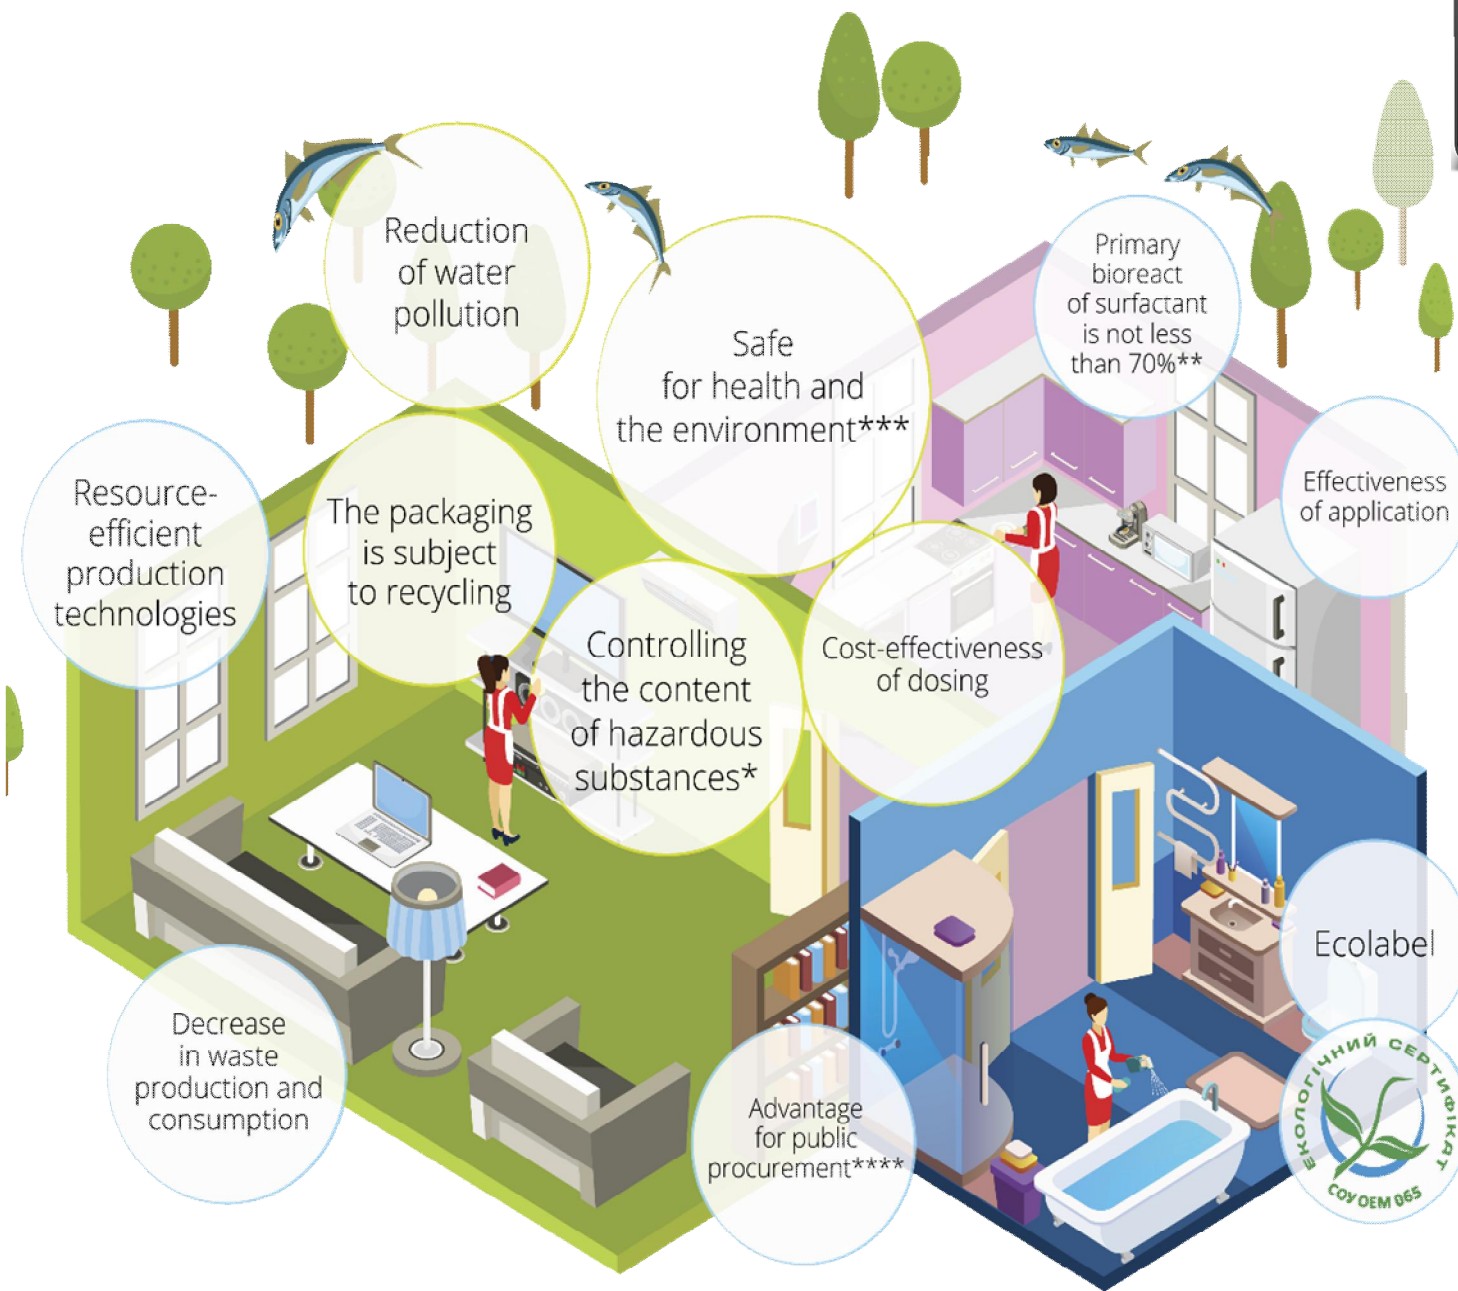 Reduction
of water
pollution
Safe
for health and
the environment***
Primary
bioreact
of surfactant
is not less
than 70%**
Effectiveness
of application
Resource-
efficient
production
technologies
The packaging
is subject
to recycling
Controlling
the content
of hazardous
substances*
Cost-effectiveness
of dosing
Ecolabel
Decrease
in waste
production and
consumption
Advantage
for public
procurement****
ЕКОЛОГІЧНИЙ СЕРТИФІКАТ
СОУ ОЕМ 065